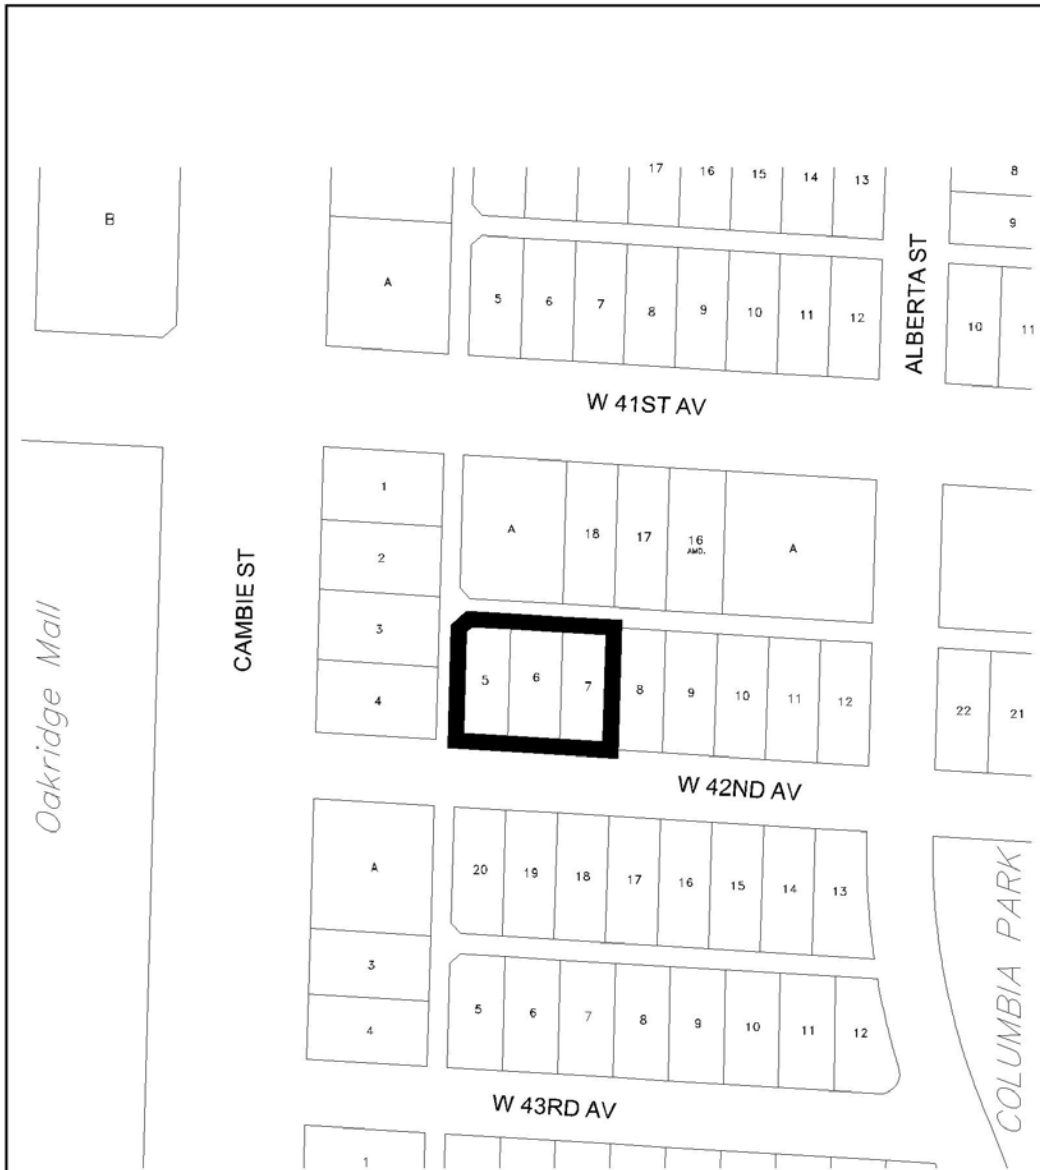 17 16 15 14 13 8
B
9
ALBERTA ST
A
5 6 7 8 9 10 11 12 10 11
W 41ST AV
1
A 18 17 16 AMD. A
2
CAMBIE ST
3
Oakridge Mall
5 6 7 8 9 10 11 12 22 21
4
W 42ND AV
A 20 19 18 17 16 15 14 13
COLUMBIA PARK
3
5 6 7 8 9 10 11 12
4
W 43RD AV
1